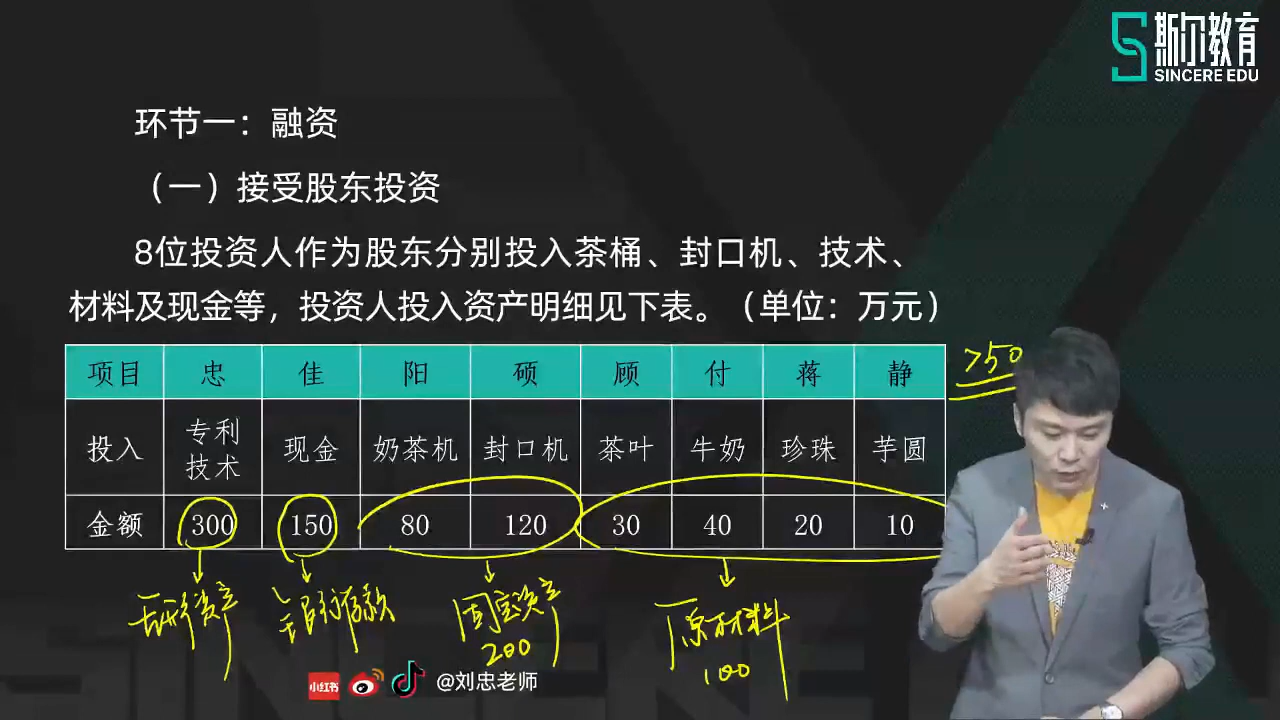 斯尔教育
SINCERE EDU
环节一：融资
（一）接受股东投资
8位投资人作为股东分别投入茶桶、封口机、技术、
材料及现金等，投资人投入资产明细见下表。（单位：万元）
项目 忠 佳 阳 硕 顾 付 蒋 静
750
投入 专利技术 现金 奶茶机 封口机 茶叶 牛奶 珍珠 芋圆
金额 300 150 80 120 30 40 20 10
无形资产 银行存款 固定资产 原材料
200 100
小红书 @刘忠老师